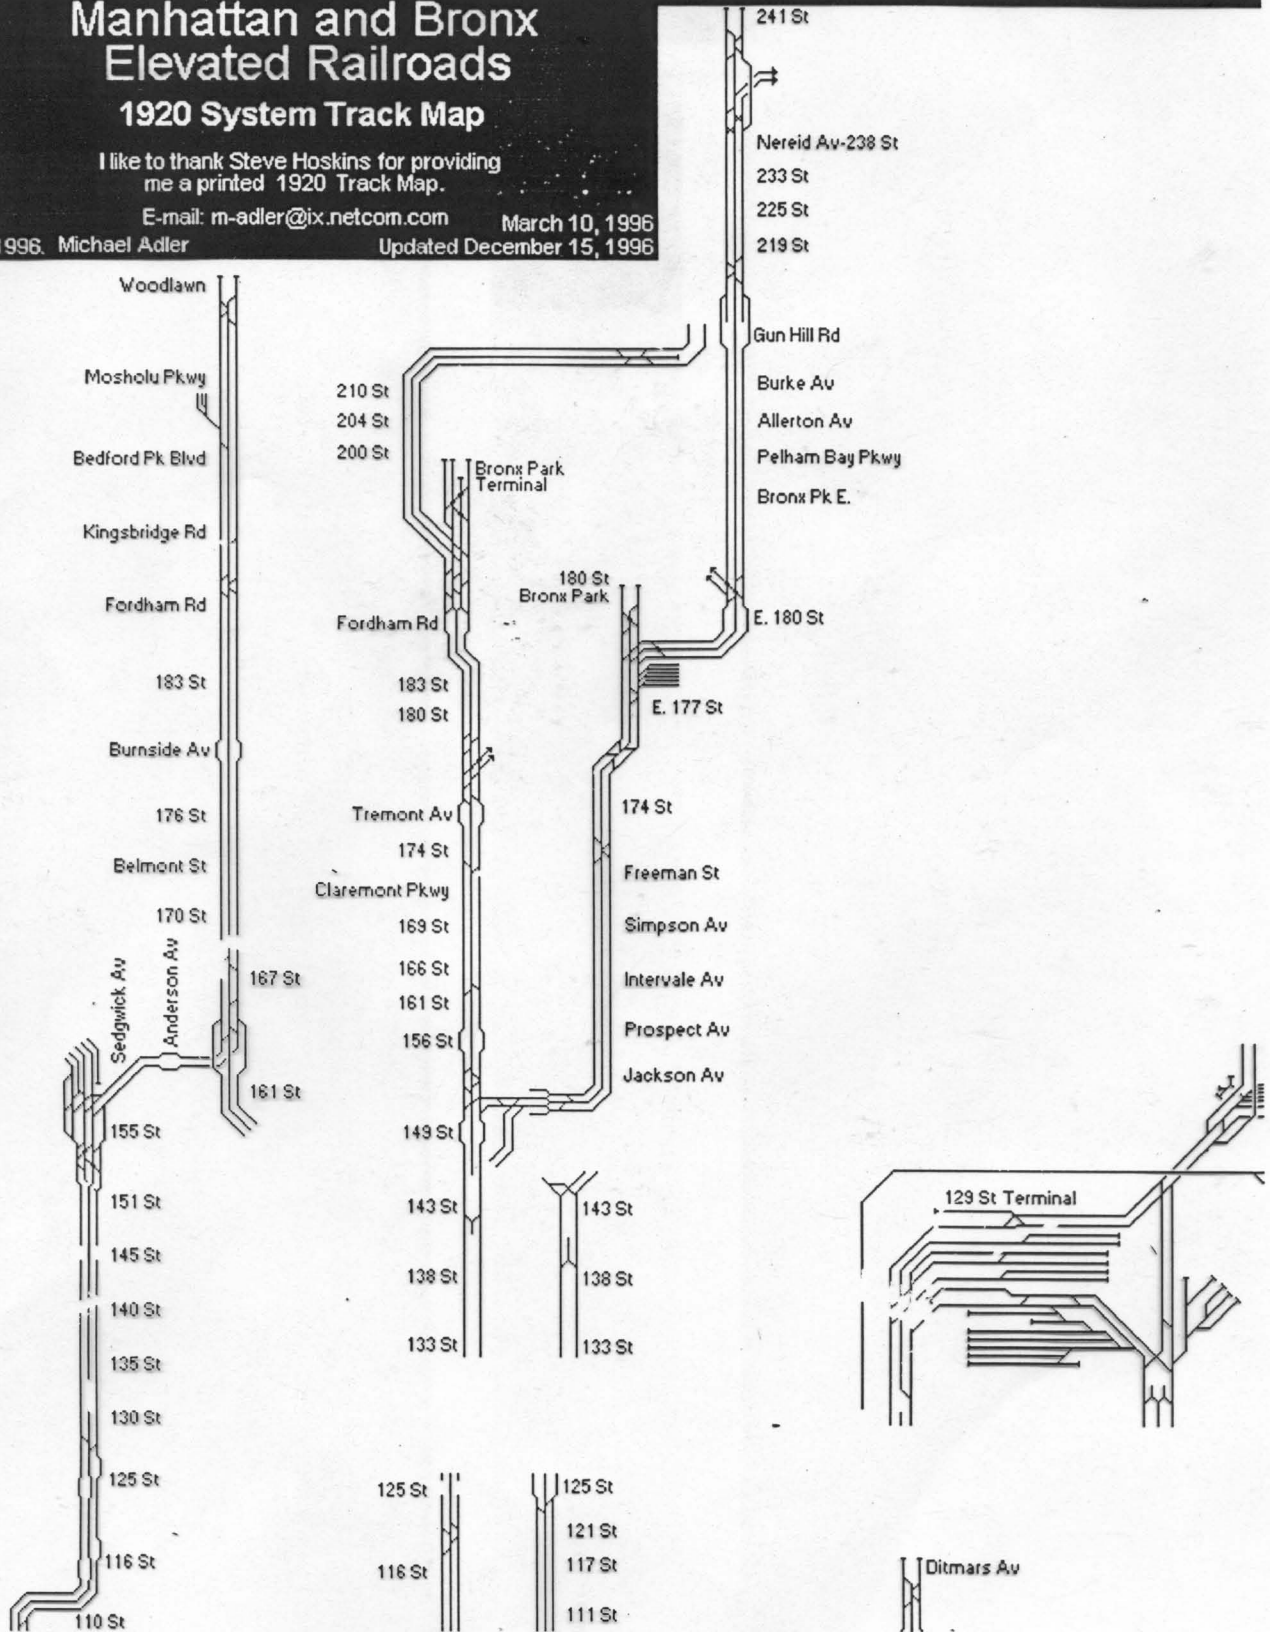 Manhattan and Bronx
Elevated Railroads
1920 System Track Map
I like to thank Steve Hoskins for providing
me a printed 1920 Track Map.
E-mail: m-adler@ix.netcom.com
March 10, 1996
1996. Michael Adler
Updated December 15, 1996
Woodlawn
Mosholu Pkwy
Bedford Pk Blvd
Kingsbridge Rd
Fordham Rd
183 St
Burnside Av
176 St
Belmont St
170 St
167 St
161 St
Anderson Av
Sedgwick Av
155 St
151 St
145 St
140 St
135 St
130 St
125 St
116 St
110 St
210 St
204 St
200 St
Bronx Park
Terminal
Fordham Rd
183 St
180 St
Tremont Av
174 St
Claremont Pkwy
169 St
166 St
161 St
156 St
149 St
143 St
138 St
133 St
125 St
116 St
241 St
Nereid Av-238 St
233 St
225 St
219 St
Gun Hill Rd
Burke Av
Allerton Av
Pelham Bay Pkwy
Bronx Pk E.
E. 180 St
180 St
Bronx Park
E. 177 St
174 St
Freeman St
Simpson Av
Intervale Av
Prospect Av
Jackson Av
143 St
138 St
133 St
125 St
121 St
117 St
111 St
129 St Terminal
Ditmars Av